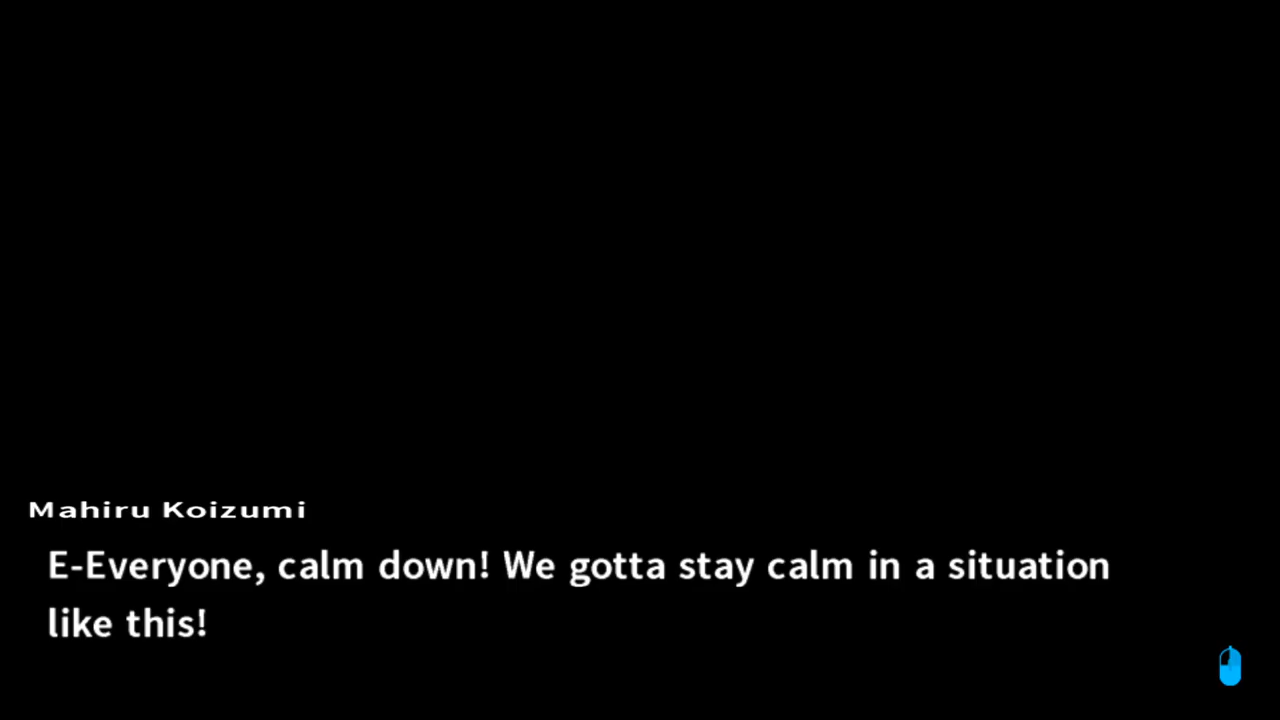 Mahiru Koizumi
E-Everyone, calm down! We gotta stay calm in a situation
like this!